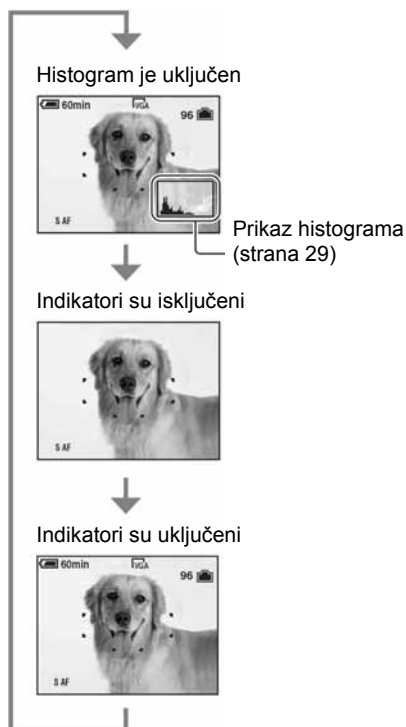 Histogram je uključen
60min VGA 96
S AF
Prikaz histograma
(strana 29)
Indikatori su isključeni
S AF
Indikatori su uključeni
60min VGA 96
S AF